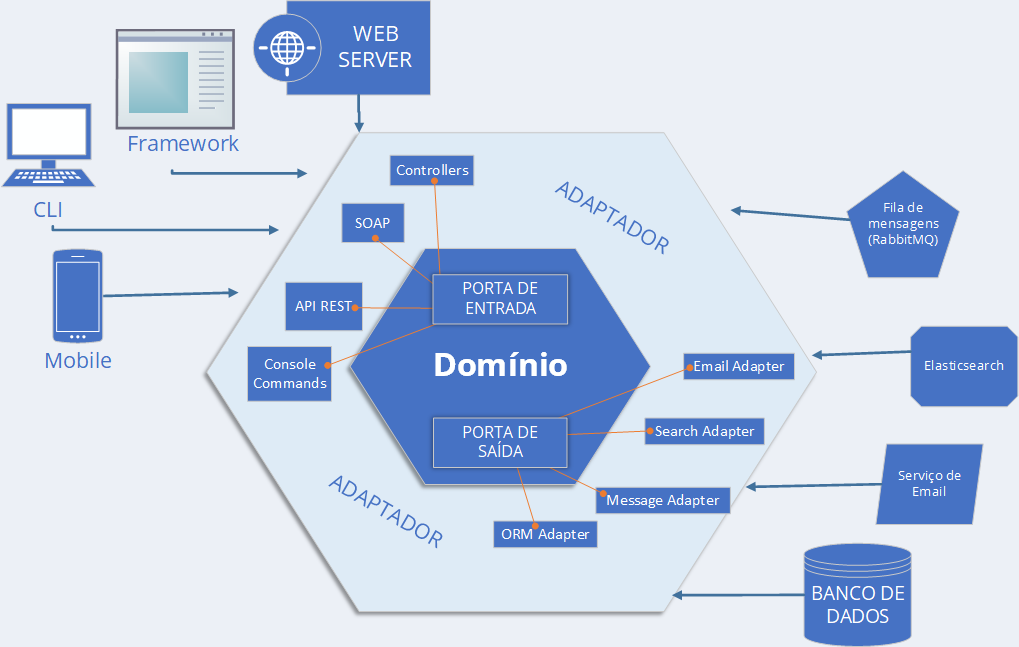 WEB
SERVER
Framework
CLI
Mobile
Controllers
SOAP
API REST
Console
Commands
ADAPTADOR
PORTA DE
ENTRADA
Domínio
PORTA DE
SAÍDA
Email Adapter
Search Adapter
Message Adapter
ORM Adapter
ADAPTADOR
Fila de
mensagens
(RabbitMQ)
Elasticsearch
Serviço de
Email
BANCO DE
DADOS